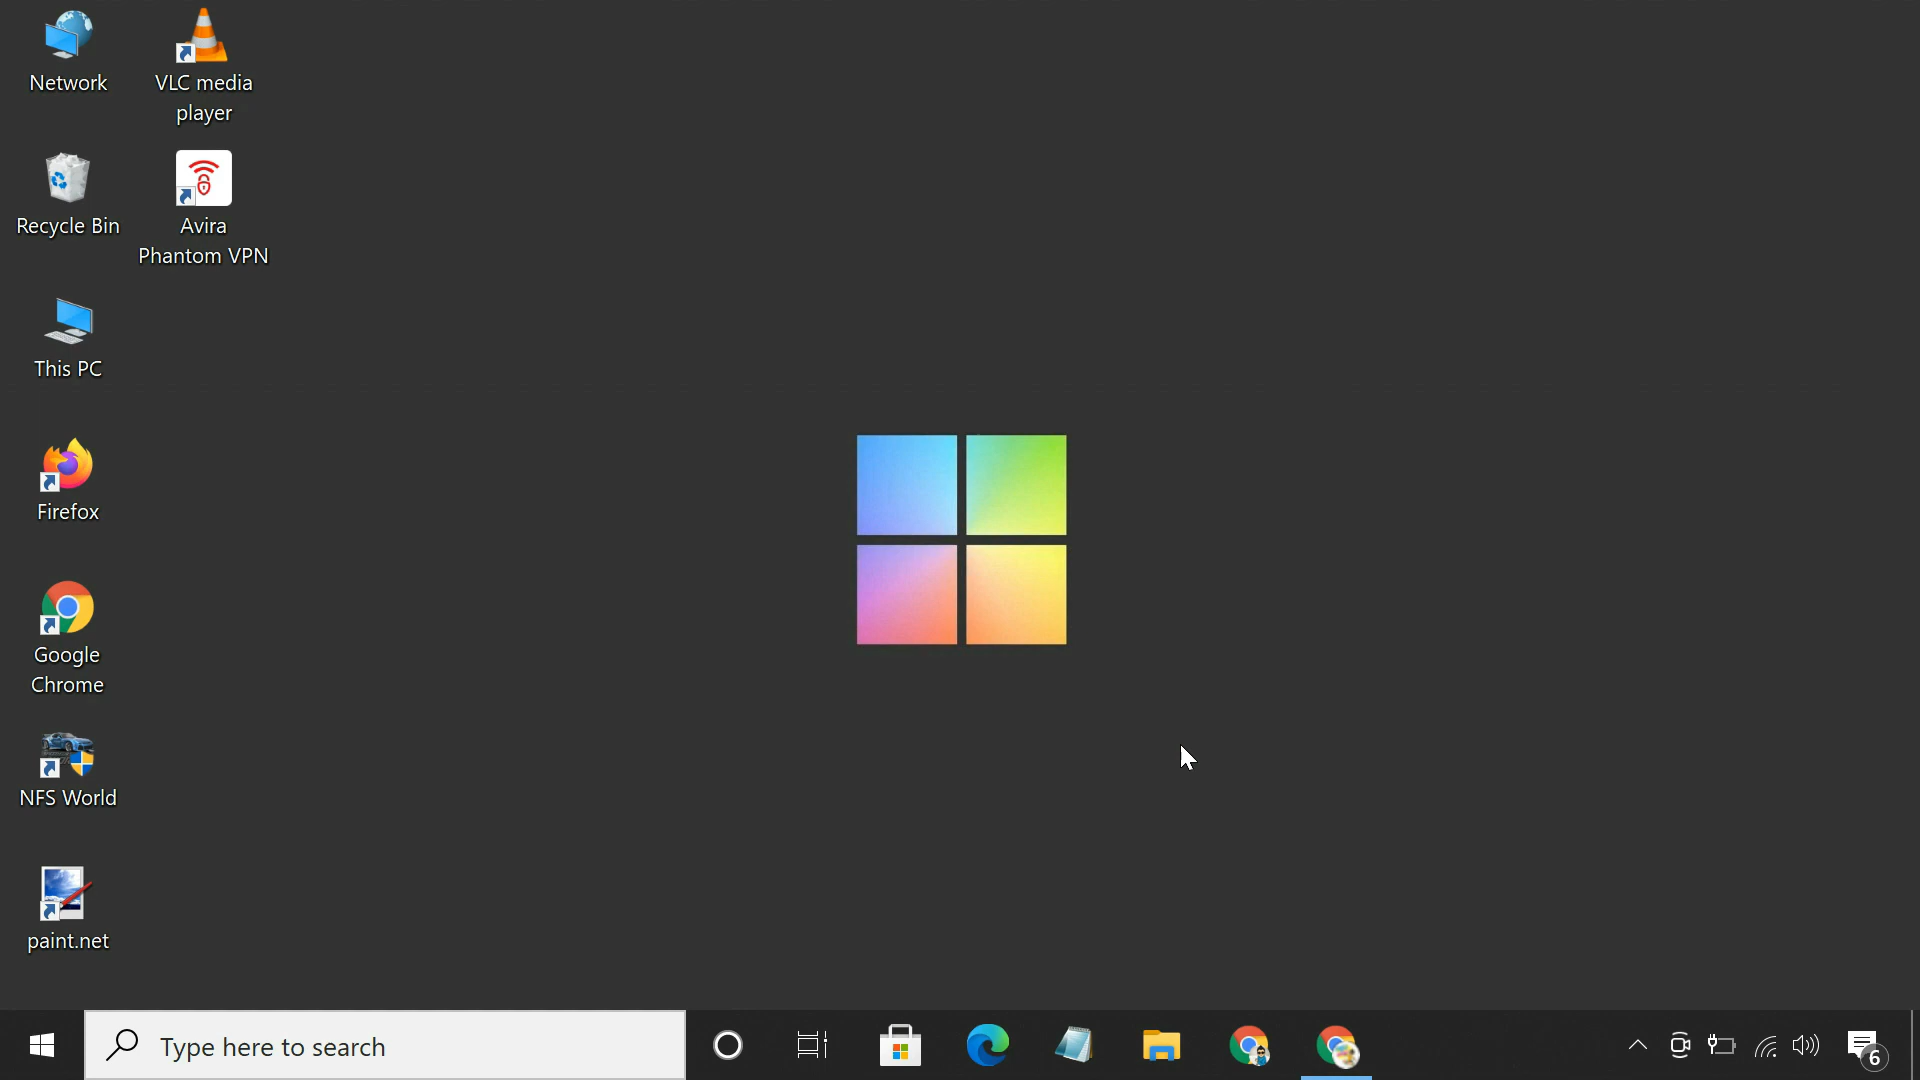 Network
VLC media
player
Recycle Bin
Avira
Phantom VPN
This PC
Firefox
Google
Chrome
NFS World
paint.net
Type here to search
6